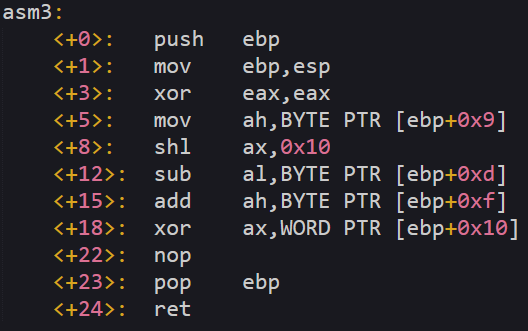 asm3:
    <+0>:   push   ebp
    <+1>:   mov    ebp,esp
    <+3>:   xor    eax,eax
    <+5>:   mov    ah,BYTE PTR [ebp+0x9]
    <+8>:   shl    ax,0x10
    <+12>:  sub    al,BYTE PTR [ebp+0xd]
    <+15>:  add    ah,BYTE PTR [ebp+0xf]
    <+18>:  xor    ax,WORD PTR [ebp+0x10]
    <+22>:  nop
    <+23>:  pop    ebp
    <+24>:  ret